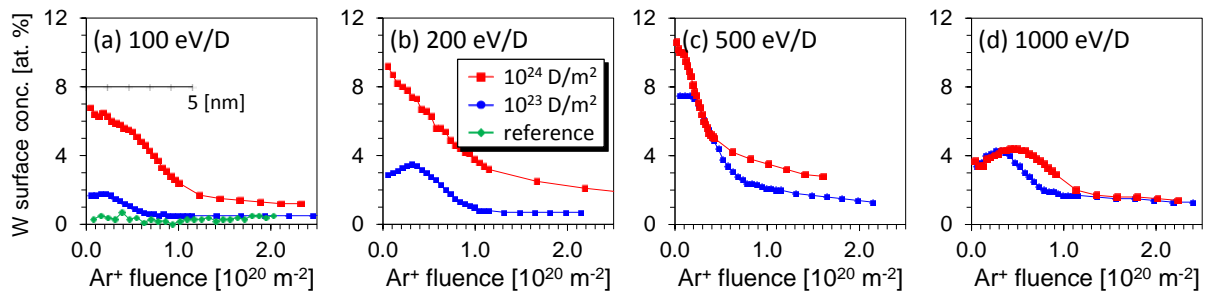 W surface conc. [at. %]
12
8
4
0
(a) 100 eV/D
5 [nm]
0.0 1.0 2.0
Ar⁺ fluence [10²⁰ m⁻²]
12
8
4
0
(b) 200 eV/D
10²⁴ D/m²
10²³ D/m²
reference
0.0 1.0 2.0
Ar⁺ fluence [10²⁰ m⁻²]
12
8
4
0
(c) 500 eV/D
0.0 1.0 2.0
Ar⁺ fluence [10²⁰ m⁻²]
12
8
4
0
(d) 1000 eV/D
0.0 1.0 2.0
Ar⁺ fluence [10²⁰ m⁻²]